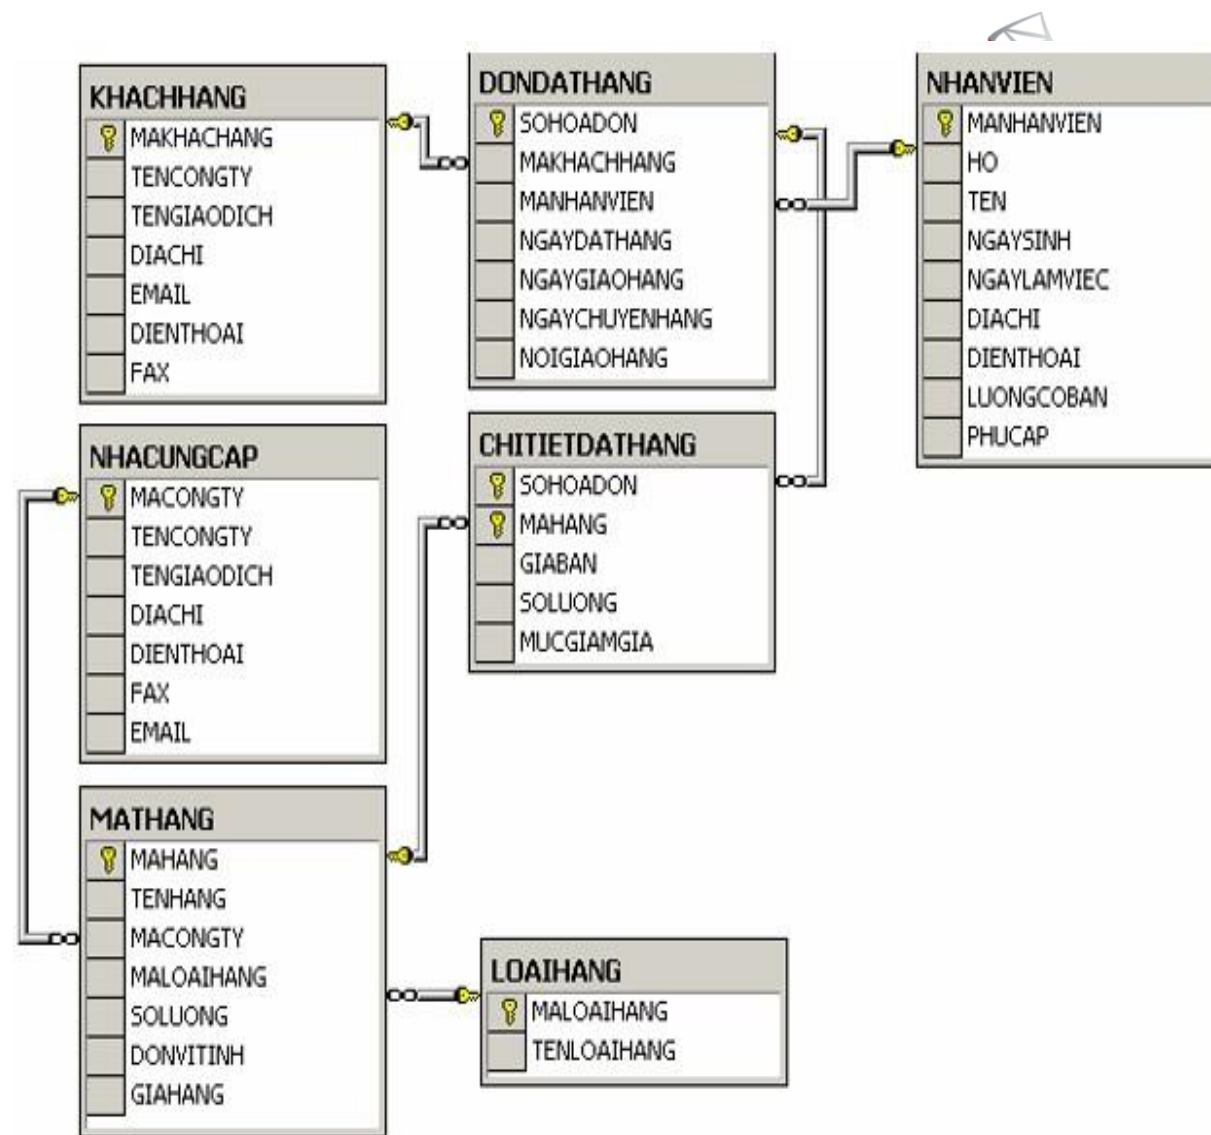 KHACHHANG
MAKHACHANG
TENCONGTY
TENGIAODICH
DIACHI
EMAIL
DIENTHOAI
FAX
DONDATHANG
SOHOADON
MAKHACHHANG
MANHANVIEN
NGAYDATHANG
NGAYGIAOHANG
NGAYCHUYENHANG
NOIGIAOHANG
NHANVIEN
MANHANVIEN
HO
TEN
NGAYSINH
NGAYLAMVIEC
DIACHI
DIENTHOAI
LUONGCOBAN
PHUCAP
NHACUNGCAP
MACONGTY
TENCONGTY
TENGIAODICH
DIACHI
DIENTHOAI
FAX
EMAIL
CHITIETDATHANG
SOHOADON
MAHANG
GIABAN
SOLUONG
MUCGIAMGIA
MATHANG
MAHANG
TENHANG
MACONGTY
MALOAIHANG
SOLUONG
DONVITINH
GIAHANG
LOAIHANG
MALOAIHANG
TENLOAIHANG